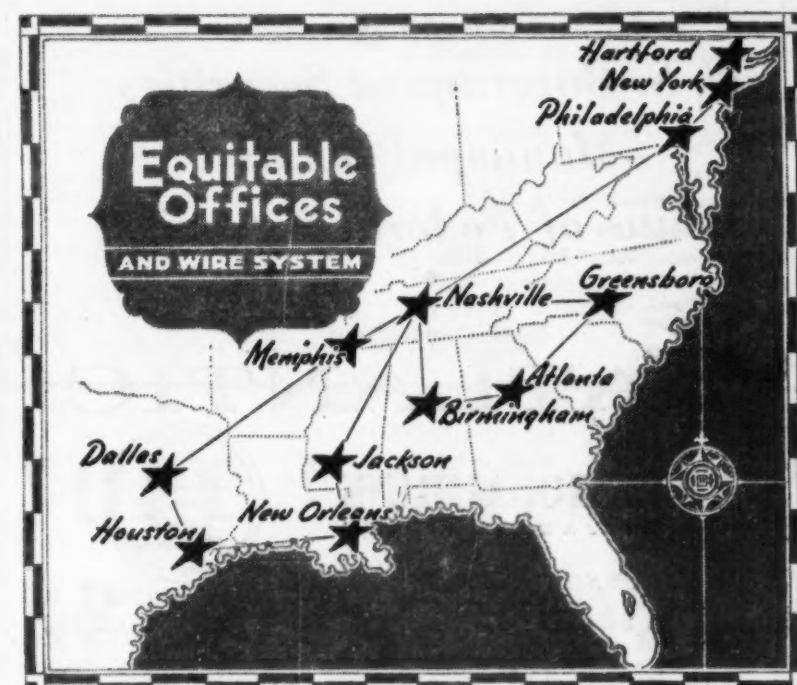 Hartford
New York
Philadelphia
Equitable
Offices
AND WIRE SYSTEM
Nashville
Greensboro
Memphis
Atlanta
Birmingham
Dallas
Jackson
New Orleans
Houston